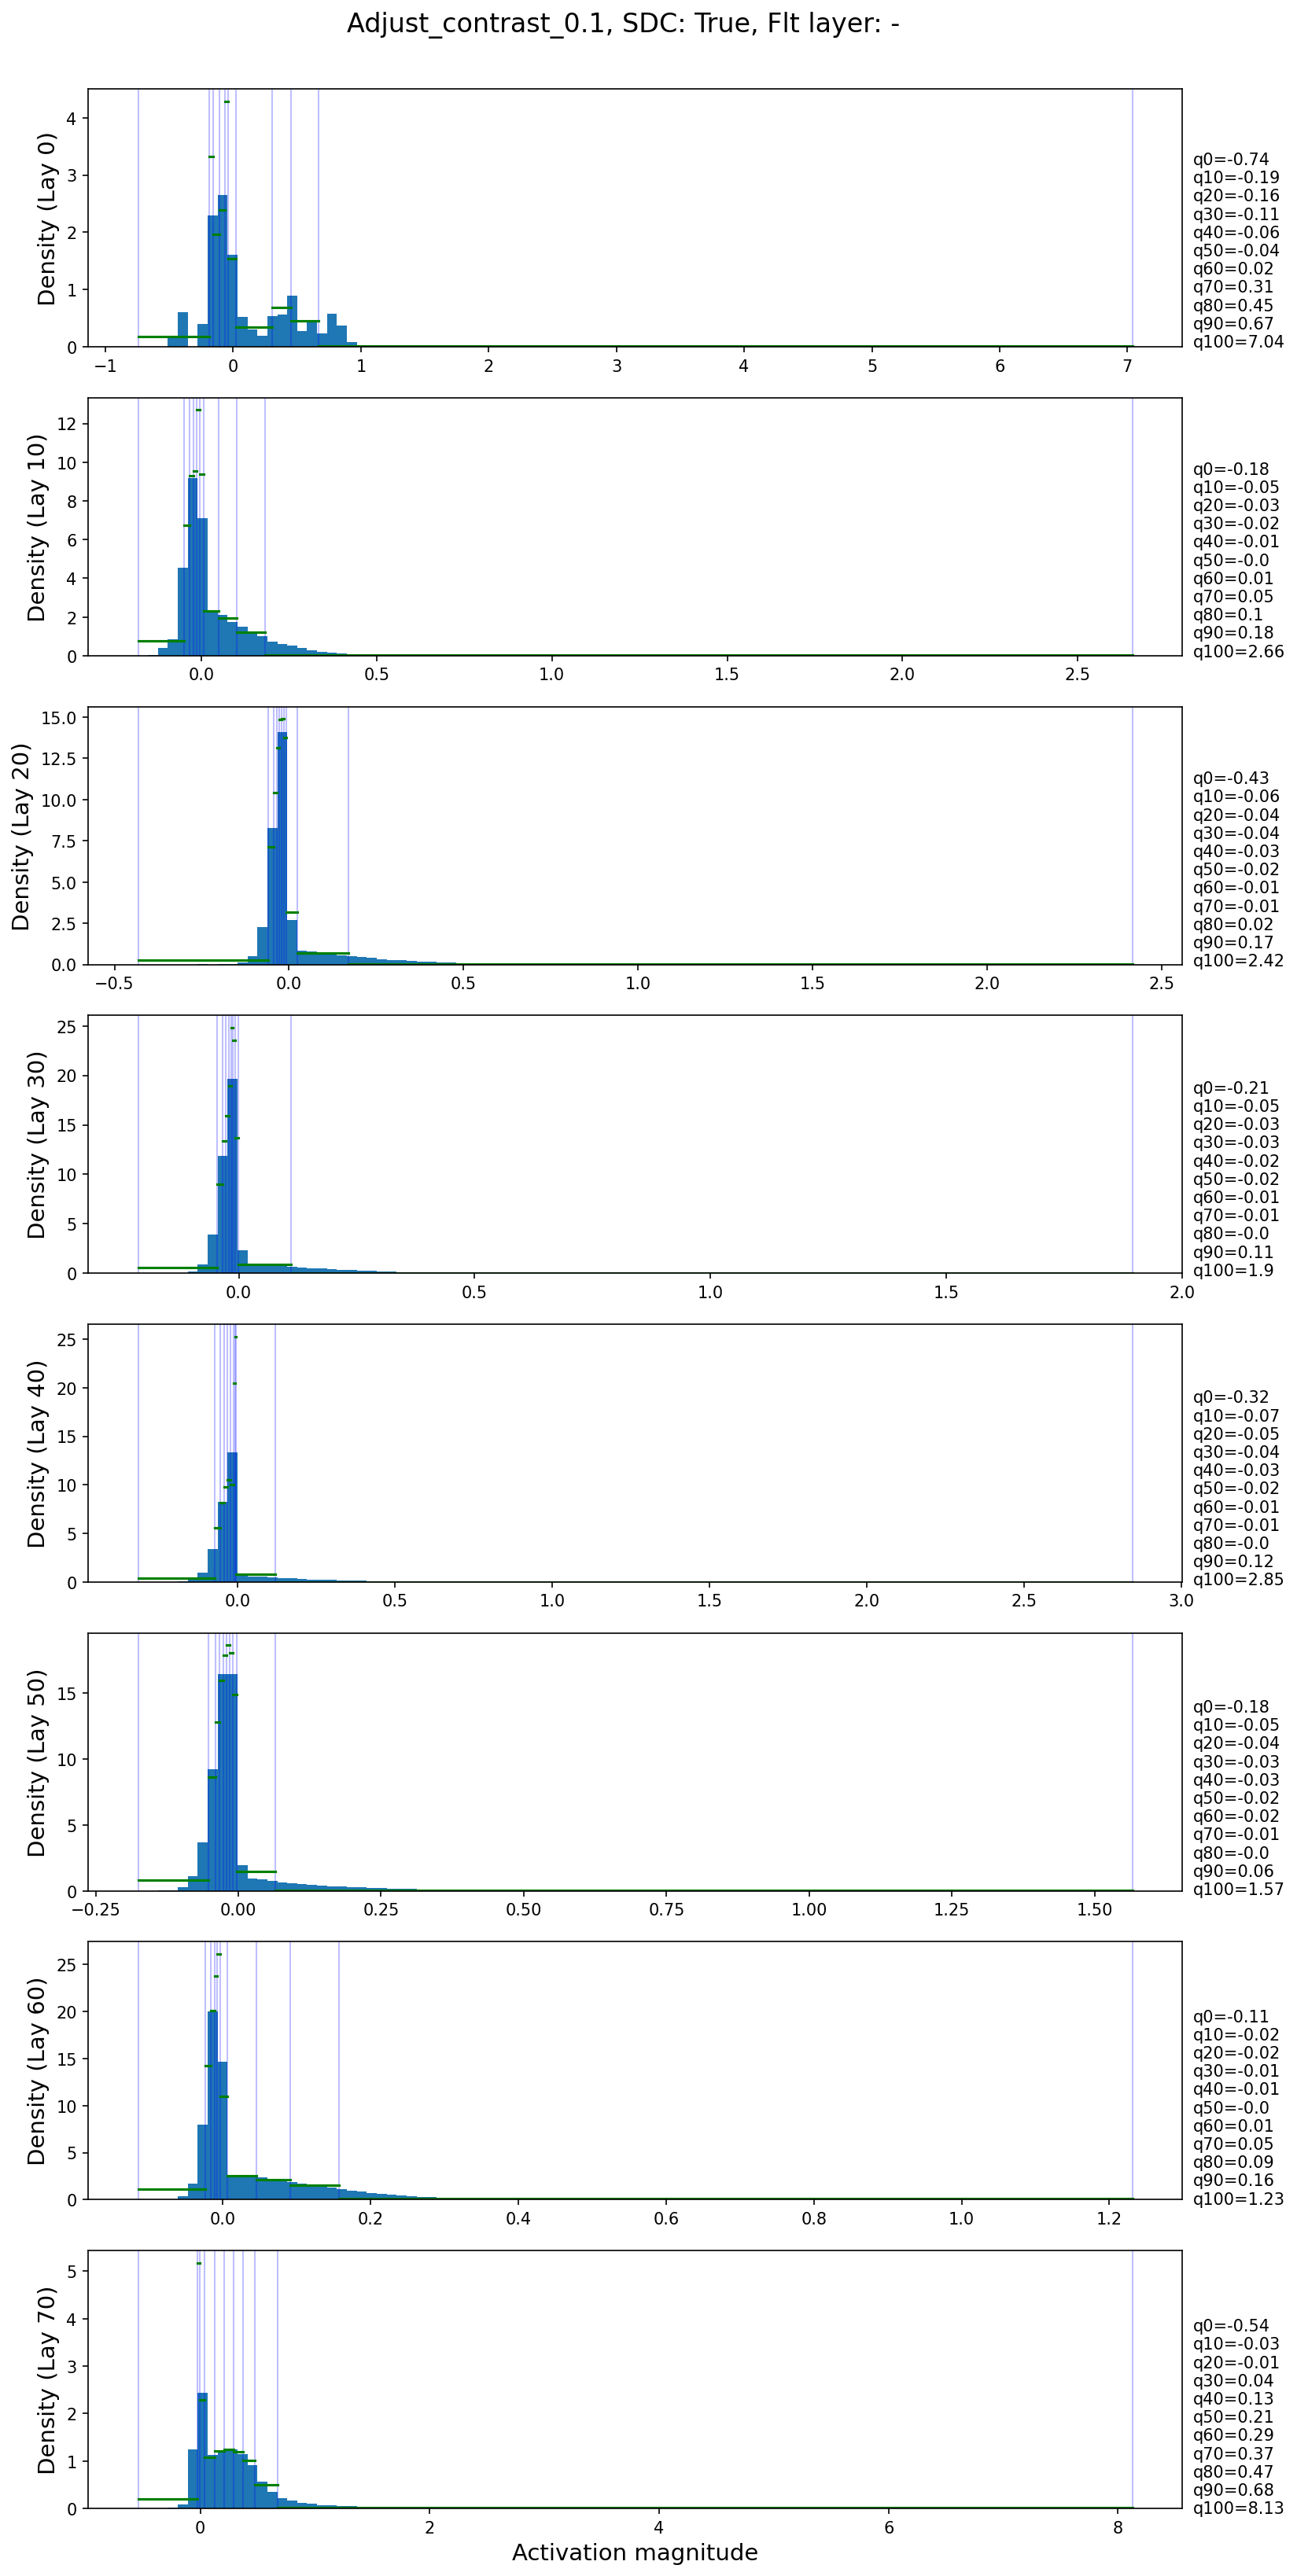 Adjust_contrast_0.1, SDC: True, Flt layer: -
Density (Lay 0)
4
3
2
1
0
−1 0 1 2 3 4 5 6 7
q0=-0.74
q10=-0.19
q20=-0.16
q30=-0.11
q40=-0.06
q50=-0.04
q60=0.02
q70=0.31
q80=0.45
q90=0.67
q100=7.04
Density (Lay 10)
12
10
8
6
4
2
0
0.0 0.5 1.0 1.5 2.0 2.5
q0=-0.18
q10=-0.05
q20=-0.03
q30=-0.02
q40=-0.01
q50=-0.0
q60=0.01
q70=0.05
q80=0.1
q90=0.18
q100=2.66
Density (Lay 20)
15.0
12.5
10.0
7.5
5.0
2.5
0.0
−0.5 0.0 0.5 1.0 1.5 2.0 2.5
q0=-0.43
q10=-0.06
q20=-0.04
q30=-0.04
q40=-0.03
q50=-0.02
q60=-0.01
q70=-0.01
q80=0.02
q90=0.17
q100=2.42
Density (Lay 30)
25
20
15
10
5
0
0.0 0.5 1.0 1.5 2.0
q0=-0.21
q10=-0.05
q20=-0.03
q30=-0.03
q40=-0.02
q50=-0.02
q60=-0.01
q70=-0.01
q80=-0.0
q90=0.11
q100=1.9
Density (Lay 40)
25
20
15
10
5
0
0.0 0.5 1.0 1.5 2.0 2.5 3.0
q0=-0.32
q10=-0.07
q20=-0.05
q30=-0.04
q40=-0.03
q50=-0.02
q60=-0.01
q70=-0.01
q80=-0.0
q90=0.12
q100=2.85
Density (Lay 50)
15
10
5
0
−0.25 0.00 0.25 0.50 0.75 1.00 1.25 1.50
q0=-0.18
q10=-0.05
q20=-0.04
q30=-0.03
q40=-0.03
q50=-0.02
q60=-0.02
q70=-0.01
q80=-0.0
q90=0.06
q100=1.57
Density (Lay 60)
25
20
15
10
5
0
0.0 0.2 0.4 0.6 0.8 1.0 1.2
q0=-0.11
q10=-0.02
q20=-0.02
q30=-0.01
q40=-0.01
q50=-0.0
q60=0.01
q70=0.05
q80=0.09
q90=0.16
q100=1.23
Density (Lay 70)
5
4
3
2
1
0
0 2 4 6 8
q0=-0.54
q10=-0.03
q20=-0.01
q30=0.04
q40=0.13
q50=0.21
q60=0.29
q70=0.37
q80=0.47
q90=0.68
q100=8.13
Activation magnitude